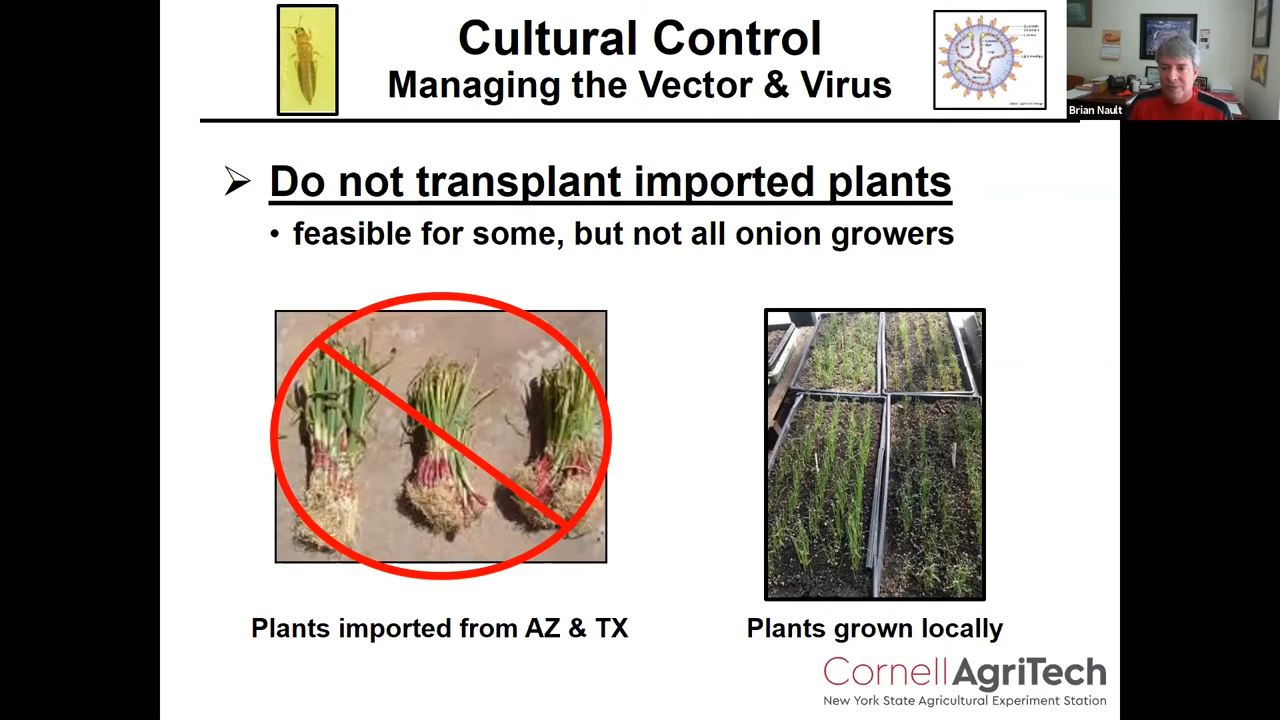 Cultural Control
Managing the Vector & Virus
Brian Nault
Do not transplant imported plants
• feasible for some, but not all onion growers
Plants imported from AZ & TX
Plants grown locally
Cornell AgriTech
New York State Agricultural Experiment Station